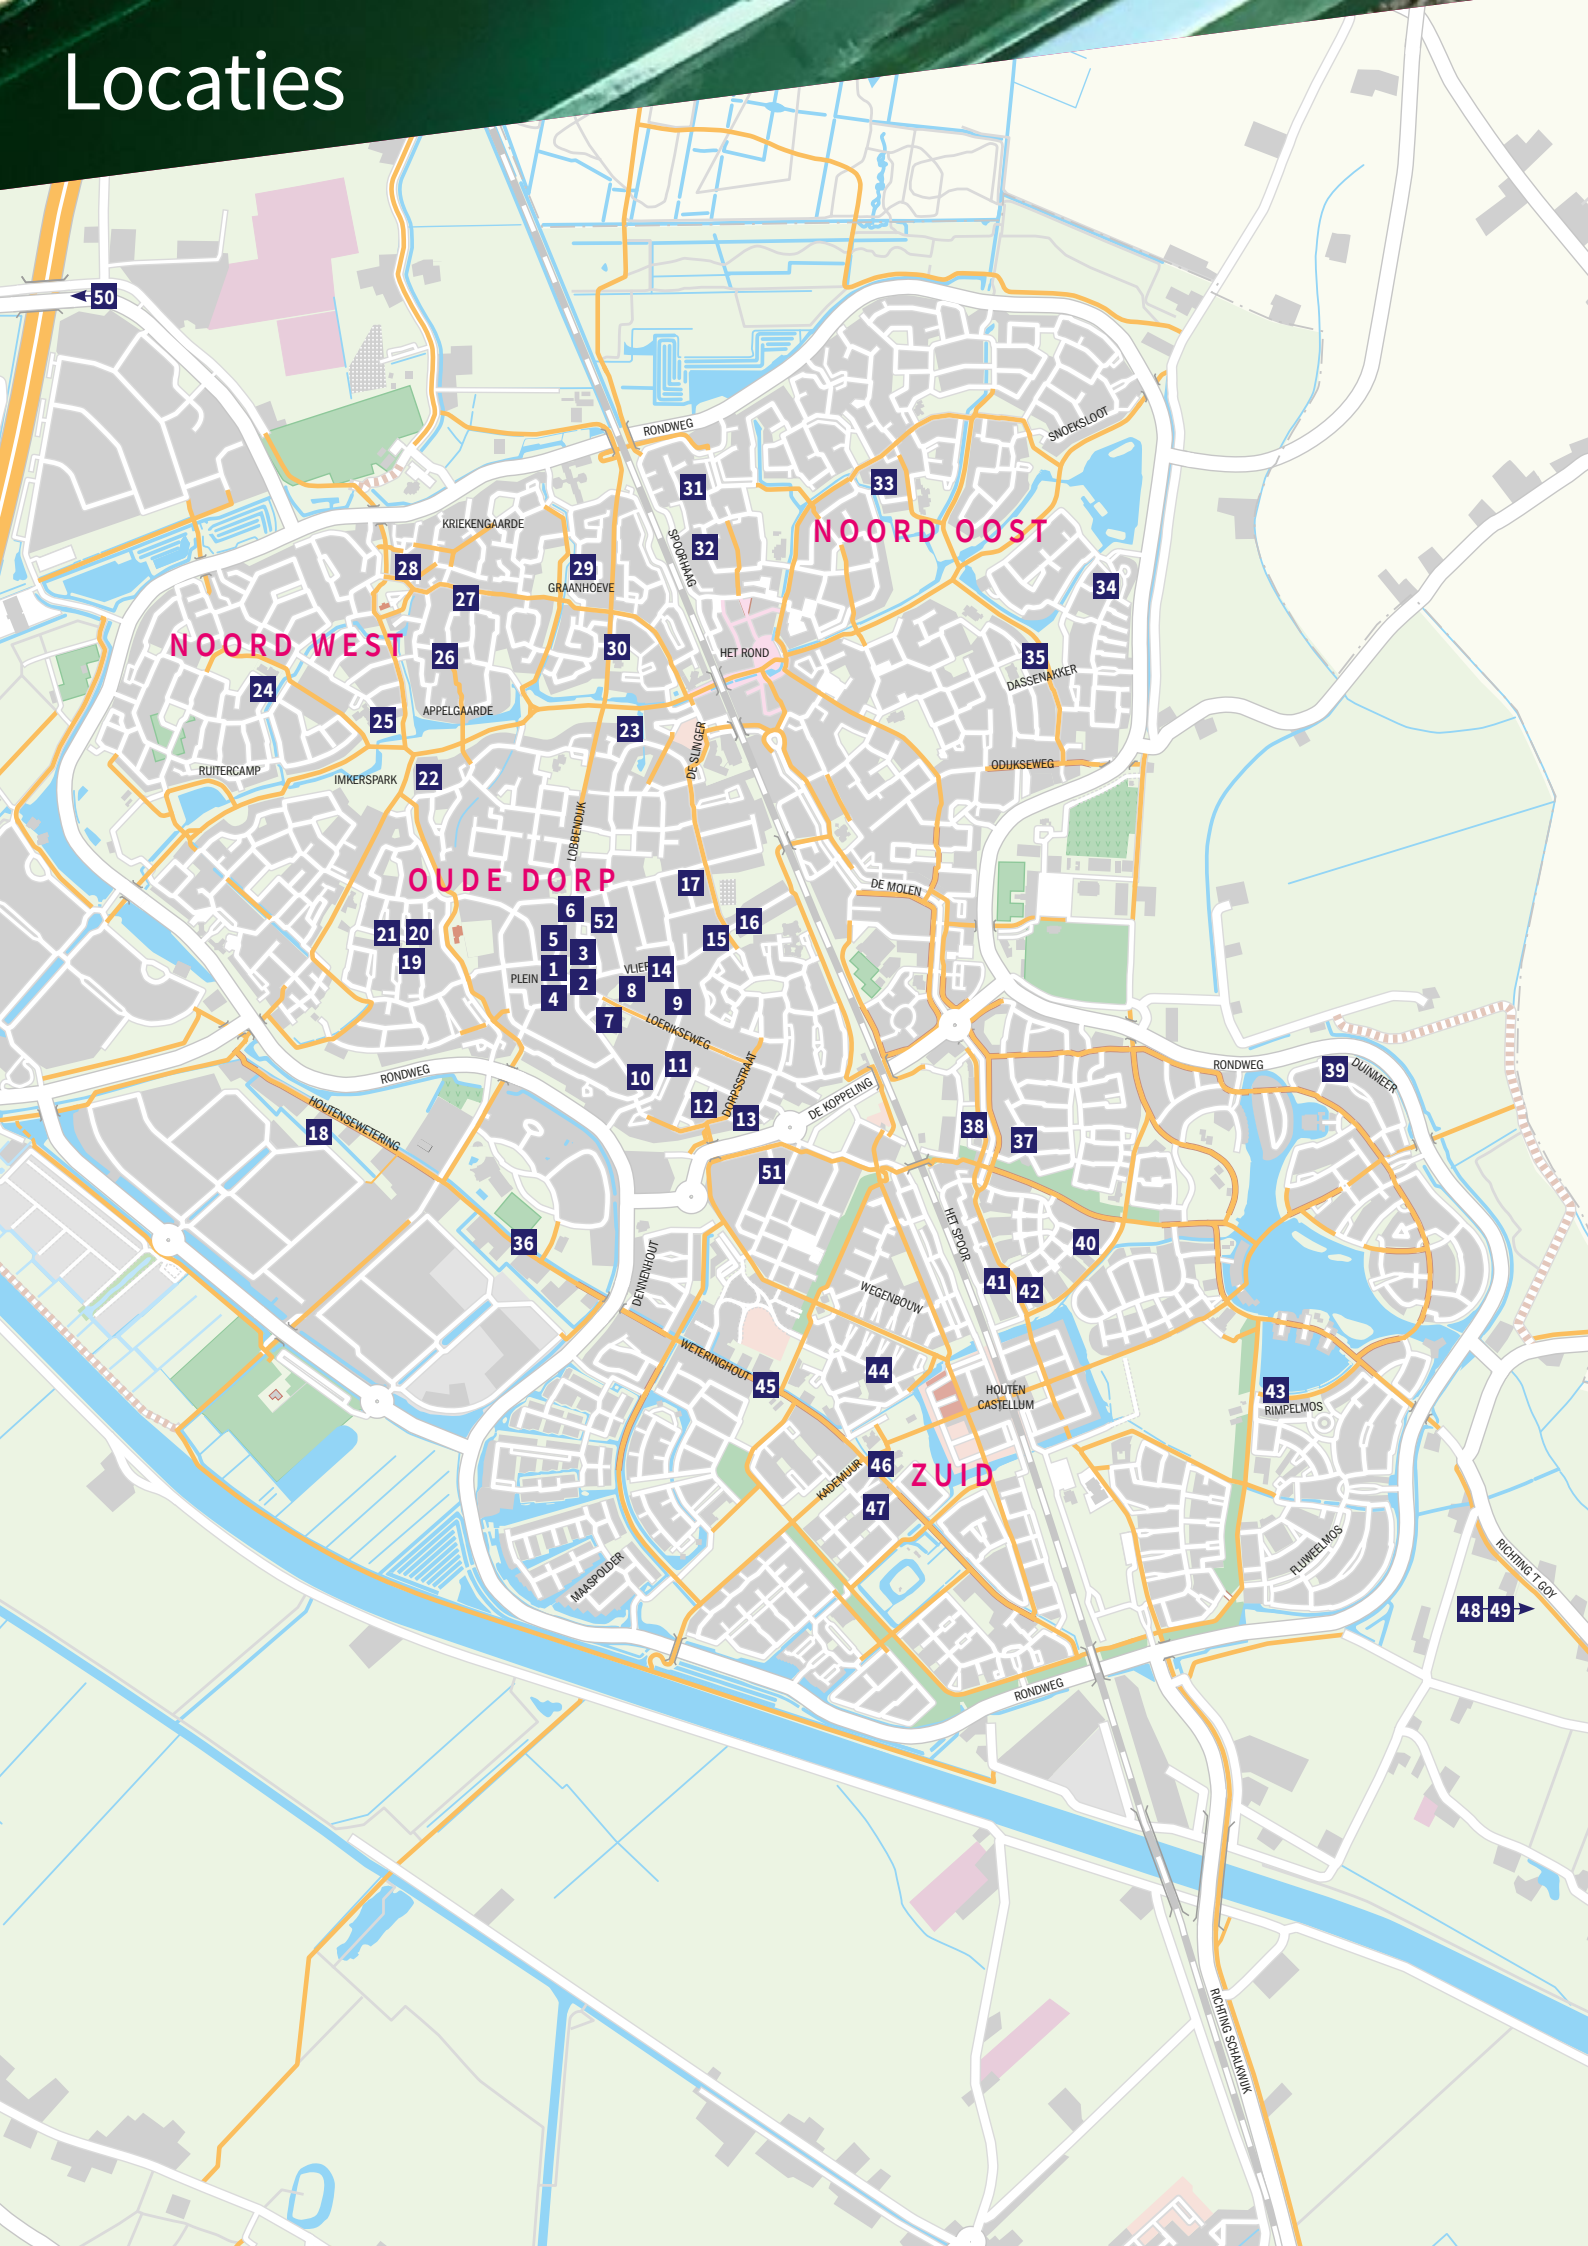 Locaties
50
RONDWEG
SNOEKSLOOT
31
33
KRIEKENGAARDE
NOORD OOST
SPOORHAAG
32
28
29
GRAANHOEVE
34
27
NOORD WEST
30
HET ROND
26
35
DASSENAKKER
24
APPELGAARDE
25
23
DE SLINGER
ODIJKSEWEG
RUITERCAMP
IMKERSPARK
22
LOBBENDIJK
OUDE DORP
17
DE MOLEN
6
52
16
21
20
5
15
3
19
1
VLIER
14
PLEIN
2
8
4
9
7
LOERIKSEWEG
11
10
RONDWEG
39
DUINMEER
RONDWEG
DORPSSTRAAT
DE KOPPELING
12
13
HOUTENSEWETERING
18
38
37
51
HET SPOOR
36
40
DENNENHOUT
41
42
WEGENBOUW
WETERINGHOUT
44
45
HOUTEN
CASTELLUM
43
RIMPELMOS
46
ZUID
KADEMUUR
47
FLUWEELMOS
MAASPOLDER
RICHTING 'T GOY
48
49
RONDWEG
RICHTING SCHALKWIJK